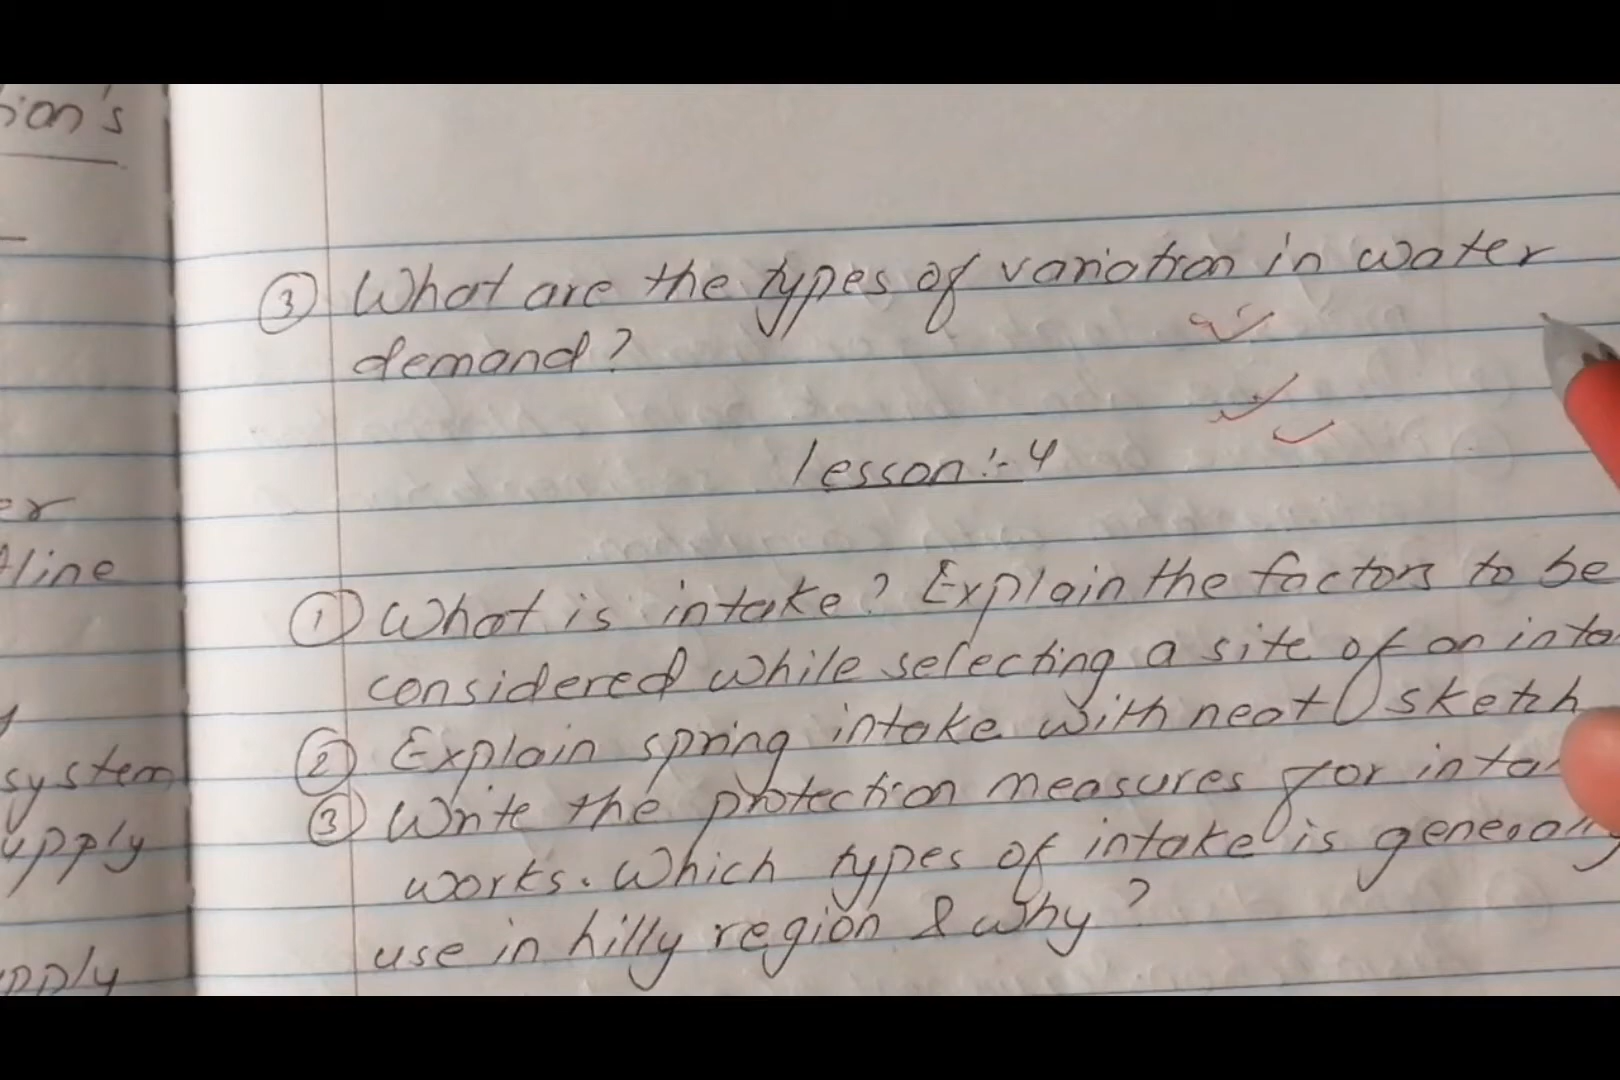 ion's
er
line
system
upply
pply
③ What are the types of variation in water
demand?
lesson:- 4
① What is intake? Explain the factors to be
considered while selecting a site of an inta
② Explain spring intake with neat sketch
③ Write the protection measures for inta
works. Which types of intake is generally
use in hilly region & why?